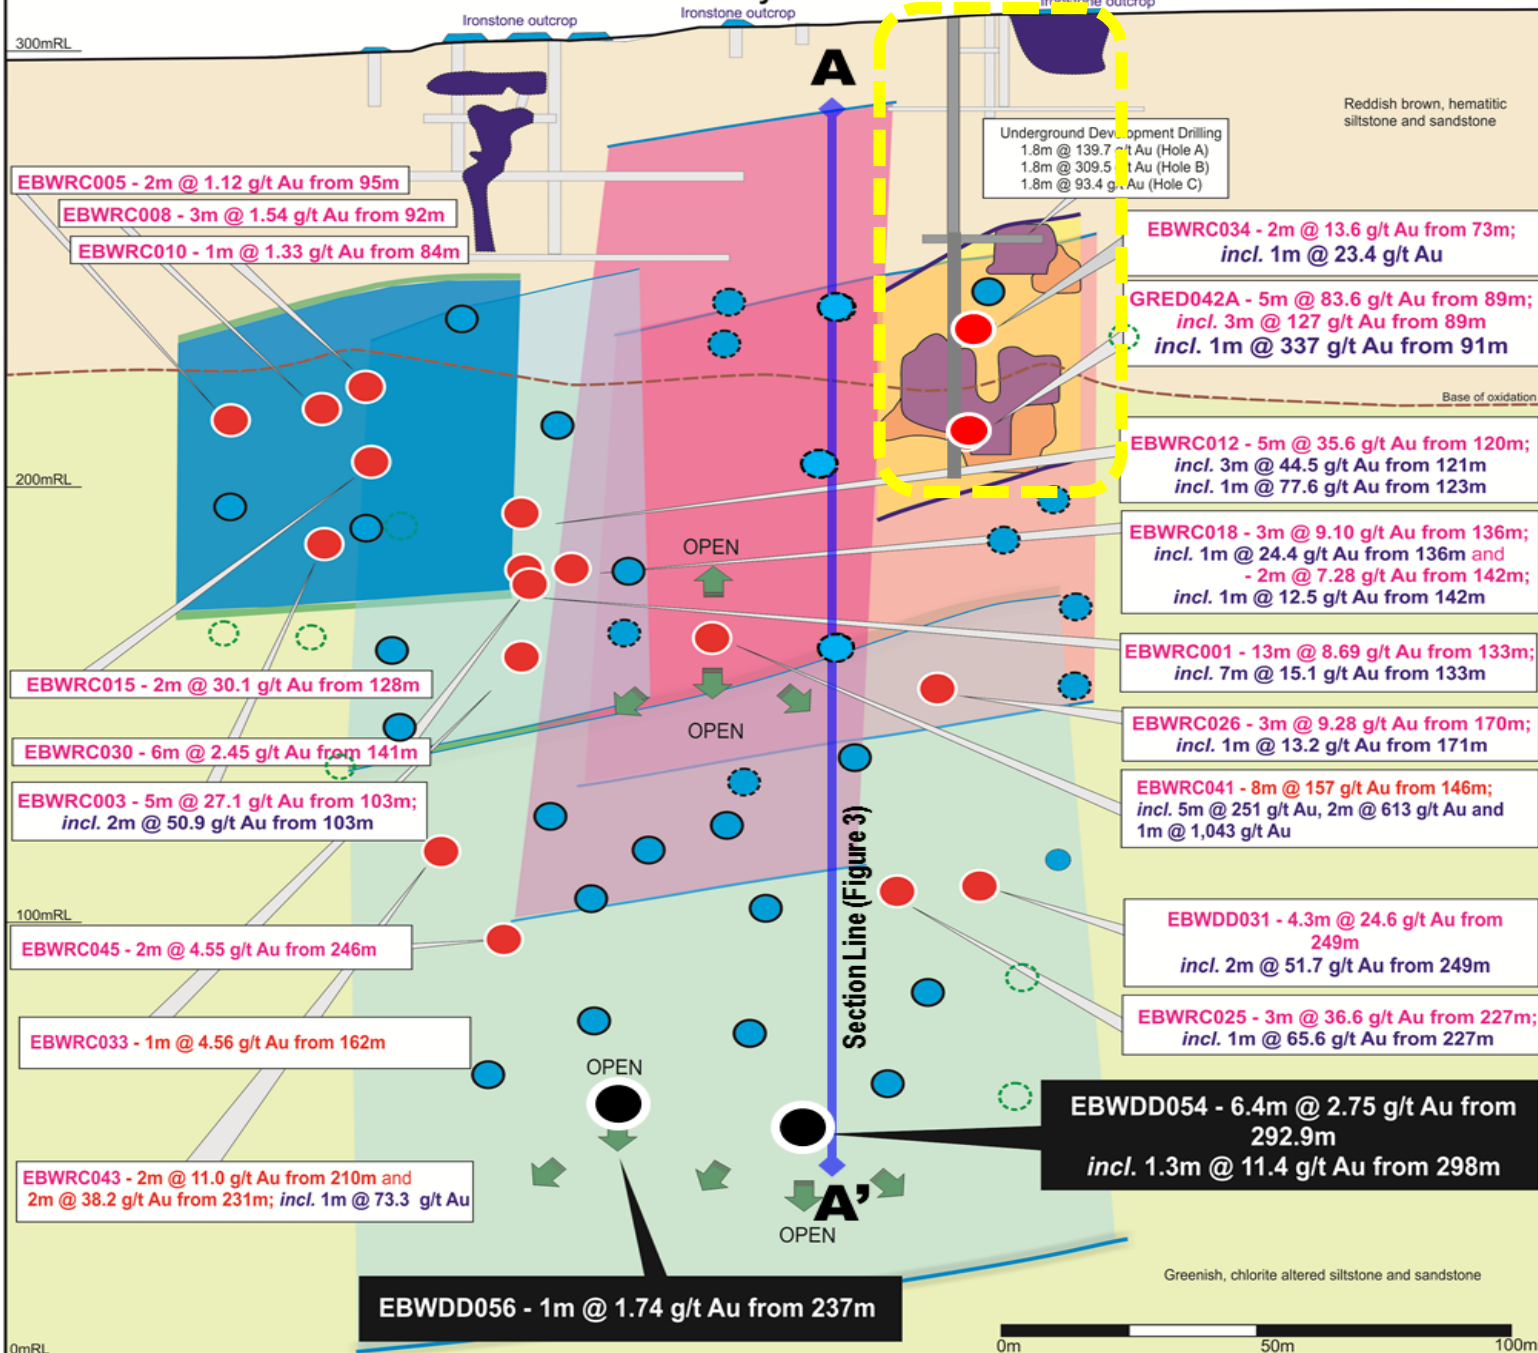 Ironstone outcrop
Ironstone outcrop
Ironstone outcrop
300mRL
A
Reddish brown, hematitic
siltstone and sandstone
Underground Development Drilling
1.8m @ 139.7 g/t Au (Hole A)
1.8m @ 309.5 g/t Au (Hole B)
1.8m @ 93.4 g/t Au (Hole C)
EBWRC005 - 2m @ 1.12 g/t Au from 95m
EBWRC008 - 3m @ 1.54 g/t Au from 92m
EBWRC010 - 1m @ 1.33 g/t Au from 84m
EBWRC034 - 2m @ 13.6 g/t Au from 73m;
incl. 1m @ 23.4 g/t Au
GRED042A - 5m @ 83.6 g/t Au from 89m;
incl. 3m @ 127 g/t Au from 89m
incl. 1m @ 337 g/t Au from 91m
Base of oxidation
200mRL
EBWRC012 - 5m @ 35.6 g/t Au from 120m;
incl. 3m @ 44.5 g/t Au from 121m
incl. 1m @ 77.6 g/t Au from 123m
EBWRC018 - 3m @ 9.10 g/t Au from 136m;
incl. 1m @ 24.4 g/t Au from 136m and
- 2m @ 7.28 g/t Au from 142m;
incl. 1m @ 12.5 g/t Au from 142m
OPEN
EBWRC001 - 13m @ 8.69 g/t Au from 133m;
incl. 7m @ 15.1 g/t Au from 133m
EBWRC015 - 2m @ 30.1 g/t Au from 128m
OPEN
EBWRC026 - 3m @ 9.28 g/t Au from 170m;
incl. 1m @ 13.2 g/t Au from 171m
EBWRC030 - 6m @ 2.45 g/t Au from 141m
EBWRC003 - 5m @ 27.1 g/t Au from 103m;
incl. 2m @ 50.9 g/t Au from 103m
EBWRC041 - 8m @ 157 g/t Au from 146m;
incl. 5m @ 251 g/t Au, 2m @ 613 g/t Au and
1m @ 1,043 g/t Au
Section Line (Figure 3)
100mRL
EBWRC045 - 2m @ 4.55 g/t Au from 246m
EBWDD031 - 4.3m @ 24.6 g/t Au from
249m
incl. 2m @ 51.7 g/t Au from 249m
EBWRC025 - 3m @ 36.6 g/t Au from 227m;
incl. 1m @ 65.6 g/t Au from 227m
EBWRC033 - 1m @ 4.56 g/t Au from 162m
OPEN
EBWDD054 - 6.4m @ 2.75 g/t Au from
292.9m
incl. 1.3m @ 11.4 g/t Au from 298m
EBWRC043 - 2m @ 11.0 g/t Au from 210m and
2m @ 38.2 g/t Au from 231m; incl. 1m @ 73.3 g/t Au
A’
OPEN
Greenish, chlorite altered siltstone and sandstone
EBWDD056 - 1m @ 1.74 g/t Au from 237m
0mRL
0m
50m
100m